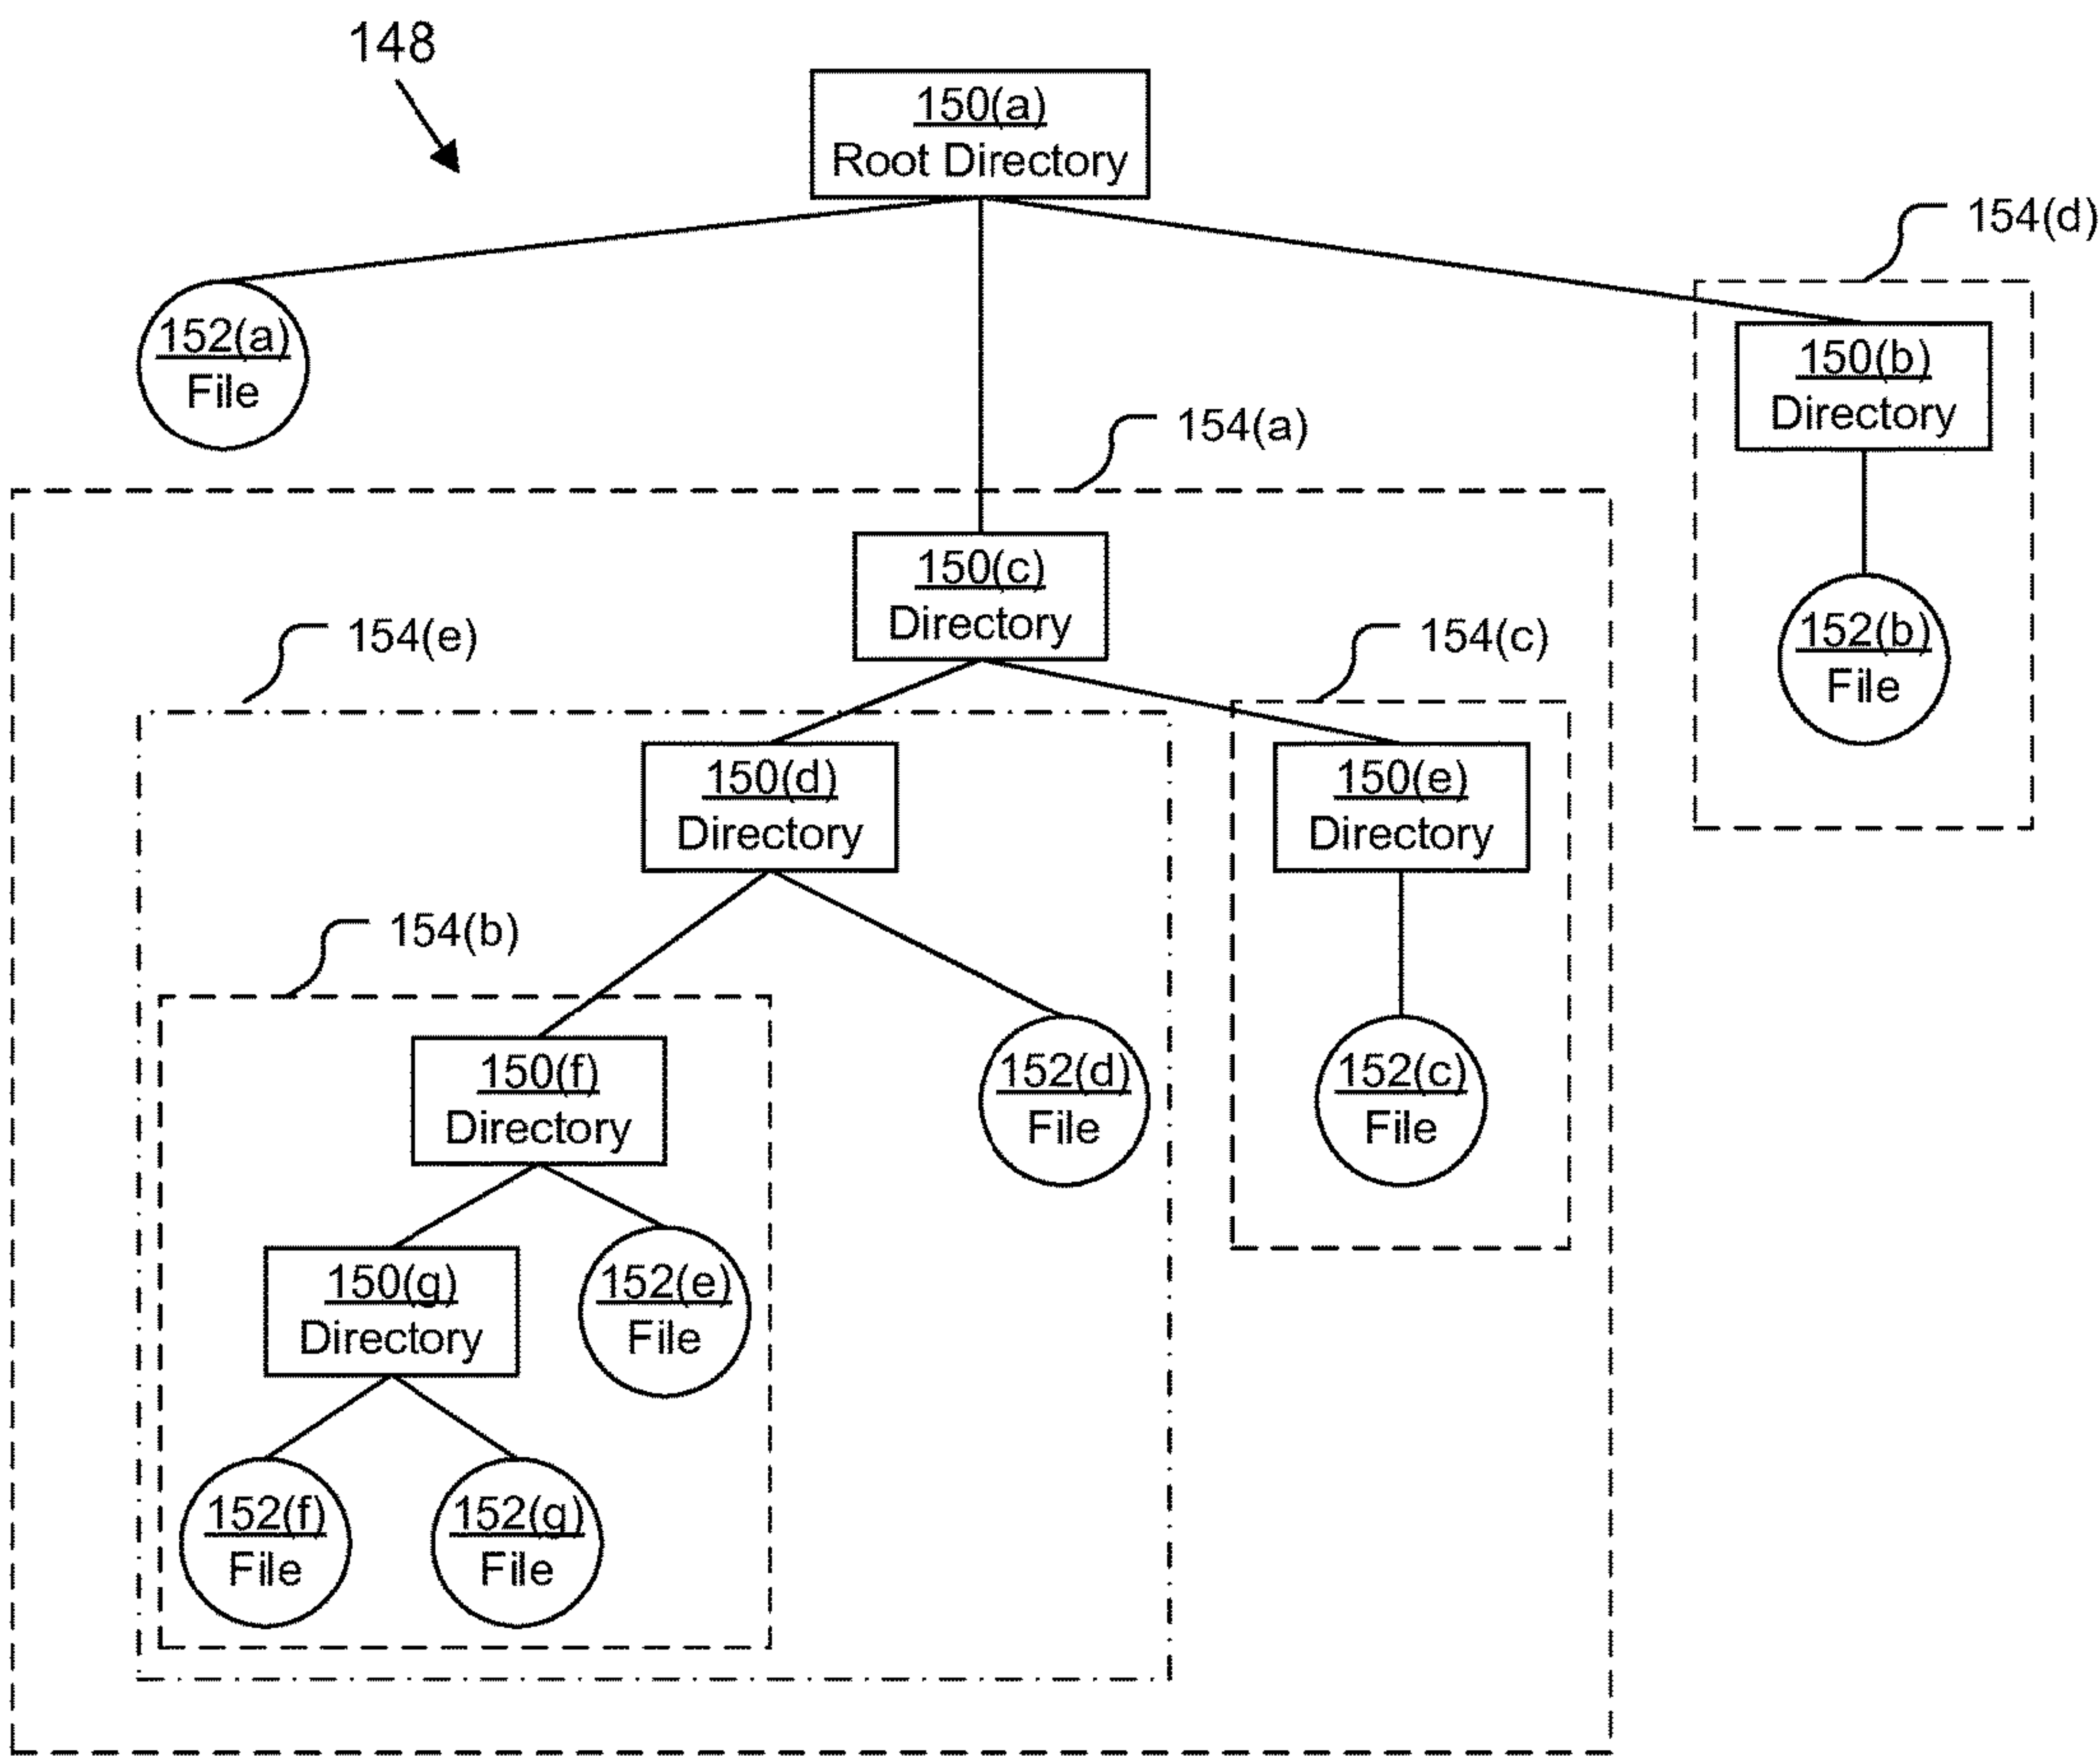 148
150(a)
Root Directory
154(d)
152(a)
File
150(b)
Directory
154(a)
150(c)
Directory
152(b)
File
154(e)
154(c)
150(d)
Directory
150(e)
Directory
154(b)
150(f)
Directory
152(d)
File
152(c)
File
150(g)
Directory
152(e)
File
152(f)
File
152(g)
File